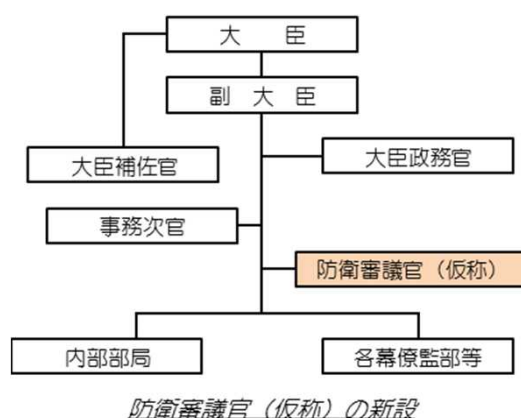 大　臣
副 大 臣
大臣補佐官
大臣政務官
事務次官
防衛審議官（仮称）
内部部局
各幕僚監部等
防衛審議官（仮称）の新設